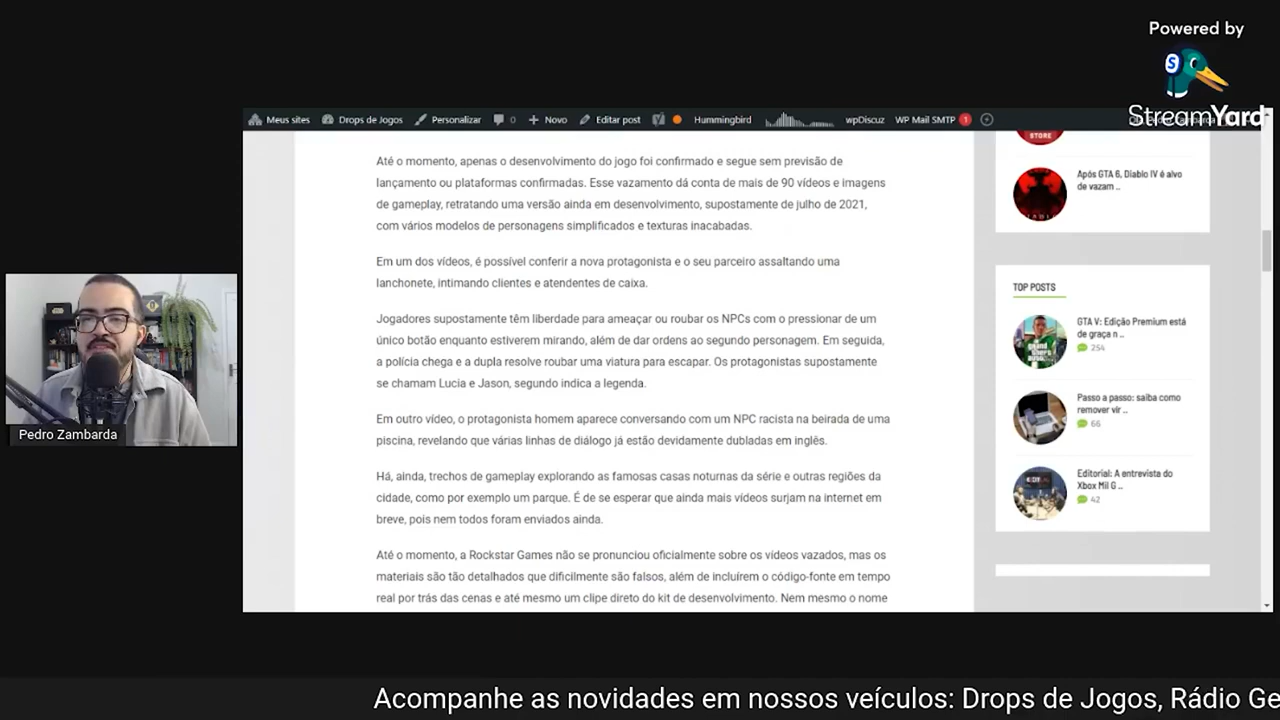 Powered by
StreamYard
Meus sites
Drops de Jogos
Personalizar
0
Novo
Editar post
Hummingbird
wpDiscuz
WP Mail SMTP 1
Até o momento, apenas o desenvolvimento do jogo foi confirmado e segue sem previsão de
lançamento ou plataformas confirmadas. Esse vazamento dá conta de mais de 90 vídeos e imagens
de gameplay, retratando uma versão ainda em desenvolvimento, supostamente de julho de 2021,
com vários modelos de personagens simplificados e texturas inacabadas.
Em um dos vídeos, é possível conferir a nova protagonista e o seu parceiro assaltando uma
lanchonete, intimando clientes e atendentes de caixa.
Jogadores supostamente têm liberdade para ameaçar ou roubar os NPCs com o pressionar de um
único botão enquanto estiverem mirando, além de dar ordens ao segundo personagem. Em seguida,
a polícia chega e a dupla resolve roubar uma viatura para escapar. Os protagonistas supostamente
se chamam Lucia e Jason, segundo indica a legenda.
Em outro vídeo, o protagonista homem aparece conversando com um NPC racista na beirada de uma
piscina, revelando que várias linhas de diálogo já estão devidamente dubladas em inglês.
Há, ainda, trechos de gameplay explorando as famosas casas noturnas da série e outras regiões da
cidade, como por exemplo um parque. É de se esperar que ainda mais vídeos surjam na internet em
breve, pois nem todos foram enviados ainda.
Até o momento, a Rockstar Games não se pronunciou oficialmente sobre os vídeos vazados, mas os
materiais são tão detalhados que dificilmente são falsos, além de incluírem o código-fonte em tempo
real por trás das cenas e até mesmo um clipe direto do kit de desenvolvimento. Nem mesmo o nome
STORE
Após GTA 6, Diablo IV é alvo
de vazam ..
TOP POSTS
GTA V: Edição Premium está
de graça n ..
254
Passo a passo: saiba como
remover vir ..
66
Editorial: A entrevista do
Xbox Mil G ..
42
Pedro Zambarda
Acompanhe as novidades em nossos veículos: Drops de Jogos, Rádio Ge